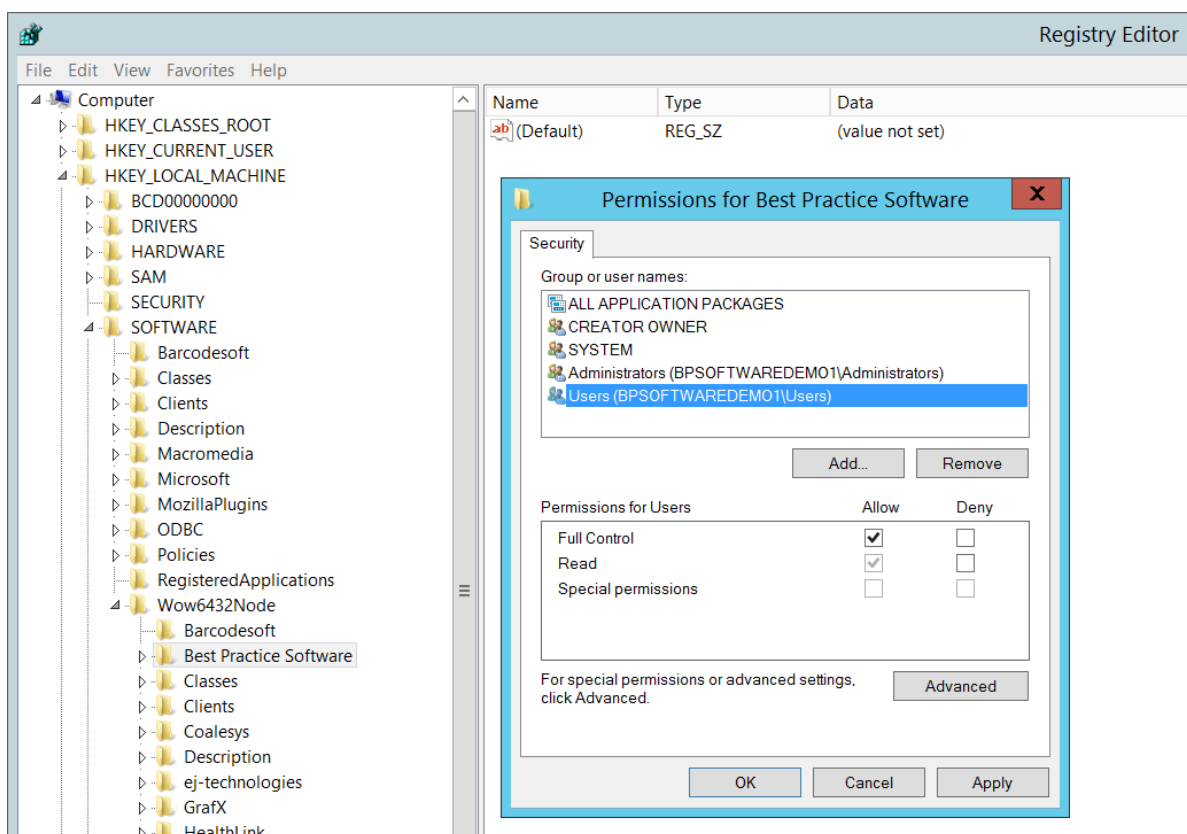 Registry Editor
File Edit View Favorites Help
Computer
HKEY_CLASSES_ROOT
HKEY_CURRENT_USER
HKEY_LOCAL_MACHINE
BCD00000000
DRIVERS
HARDWARE
SAM
SECURITY
SOFTWARE
Barcodesoft
Classes
Clients
Description
Macromedia
Microsoft
MozillaPlugins
ODBC
Policies
RegisteredApplications
Wow6432Node
Barcodesoft
Best Practice Software
Classes
Clients
Coalesys
Description
ej-technologies
GrafX
HealthLink
Name Type Data
ab (Default) REG_SZ (value not set)
Permissions for Best Practice Software
X
Security
Group or user names:
ALL APPLICATION PACKAGES
CREATOR OWNER
SYSTEM
Administrators (BPSOFTWAREDEMO1\Administrators)
Users (BPSOFTWAREDEMO1\Users)
Add... Remove
Permissions for Users Allow Deny
Full Control
Read
Special permissions
For special permissions or advanced settings,
click Advanced.
Advanced
OK Cancel Apply